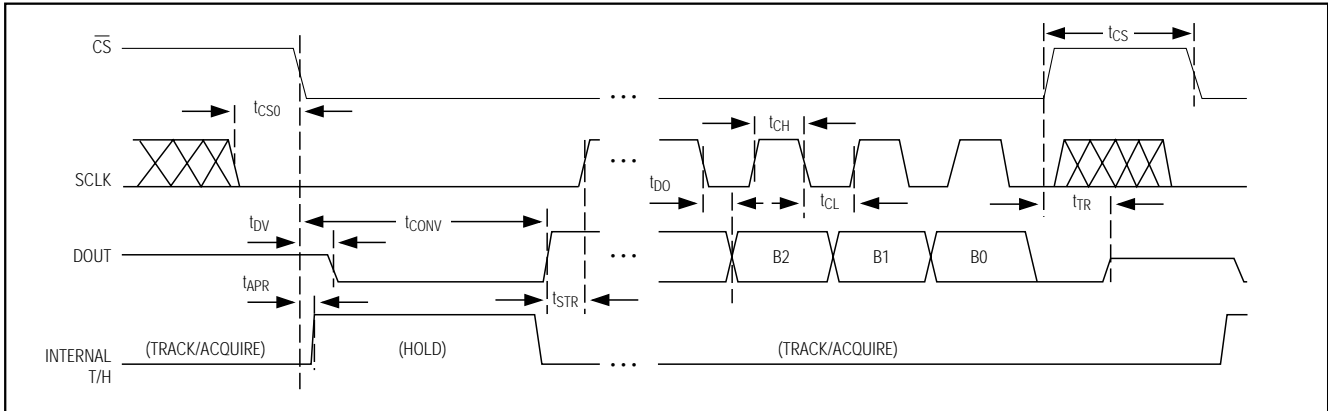 CS
tCS
tCS0
tCH
SCLK
tDO
tCL
tTR
tDV
tCONV
DOUT
B2
B1
B0
tAPR
tSTR
INTERNAL
T/H
(TRACK/ACQUIRE)
(HOLD)
(TRACK/ACQUIRE)